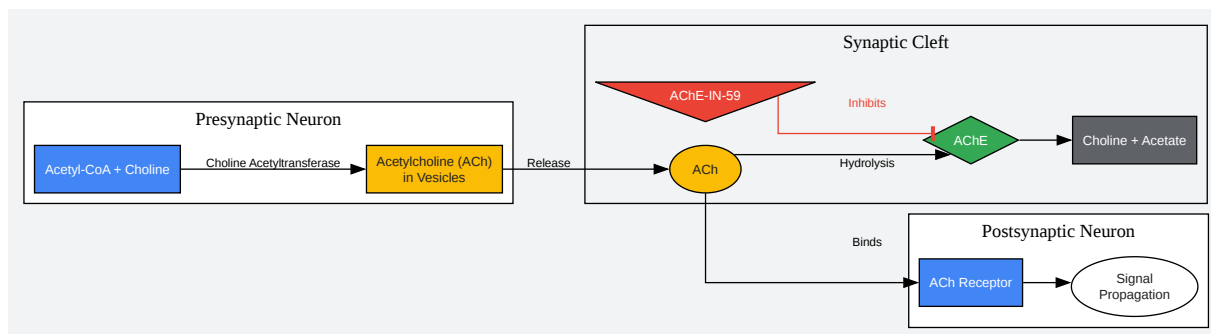 Synaptic Cleft
AChE-IN-59
Inhibits
Presynaptic Neuron
Acetyl-CoA + Choline
Choline Acetyltransferase
Acetylcholine (ACh)
in Vesicles
Release
ACh
Hydrolysis
AChE
Choline + Acetate
Binds
Postsynaptic Neuron
ACh Receptor
Signal
Propagation